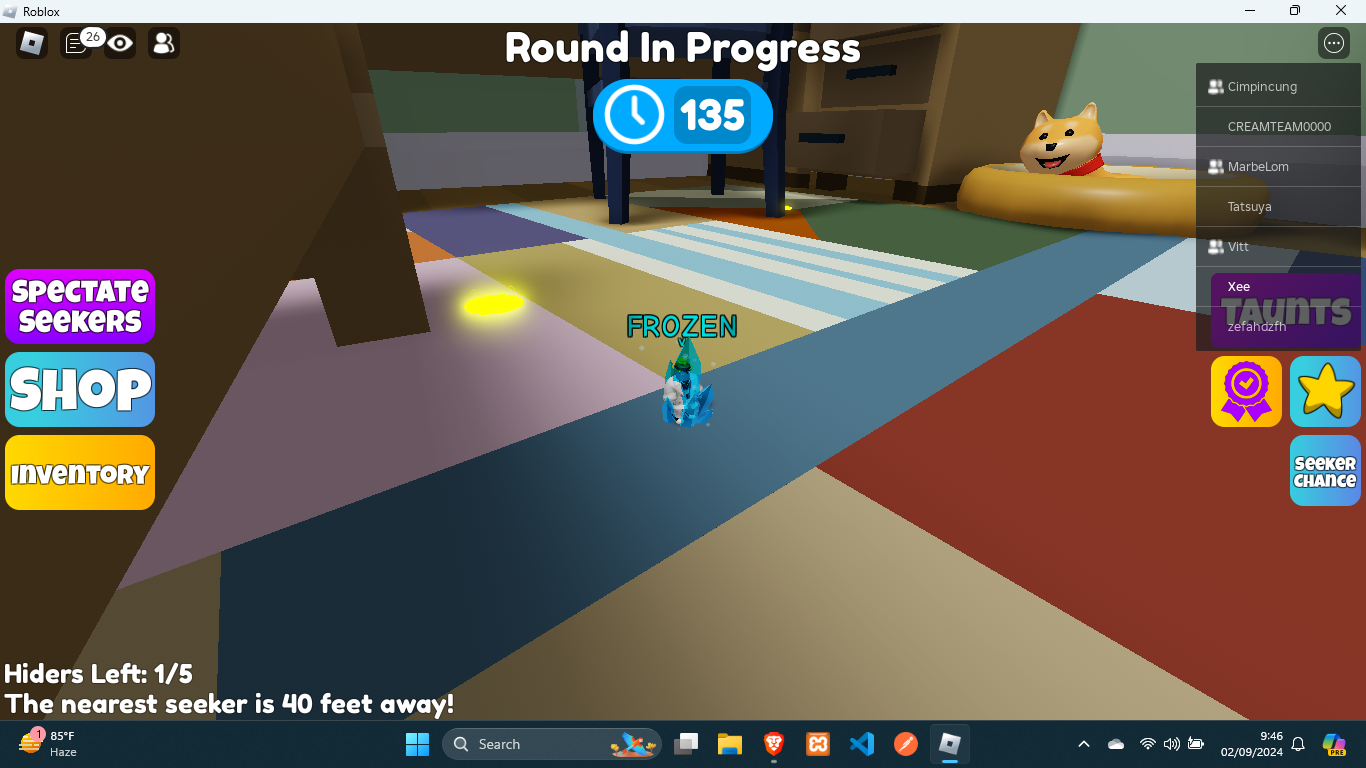 Roblox
26
Round In Progress
135
Cimpincung
CREAMTEAM0000
MarbeLom
Tatsuya
Vitt
Xee
TAUNTS
zefahdzfh
SPECTATE
SEEKERS
SHOP
INVENTORY
FROZEN
SEEKER
CHANCE
Hiders Left: 1/5
The nearest seeker is 40 feet away!
1
85°F
Haze
Search
9:46
02/09/2024
PRE